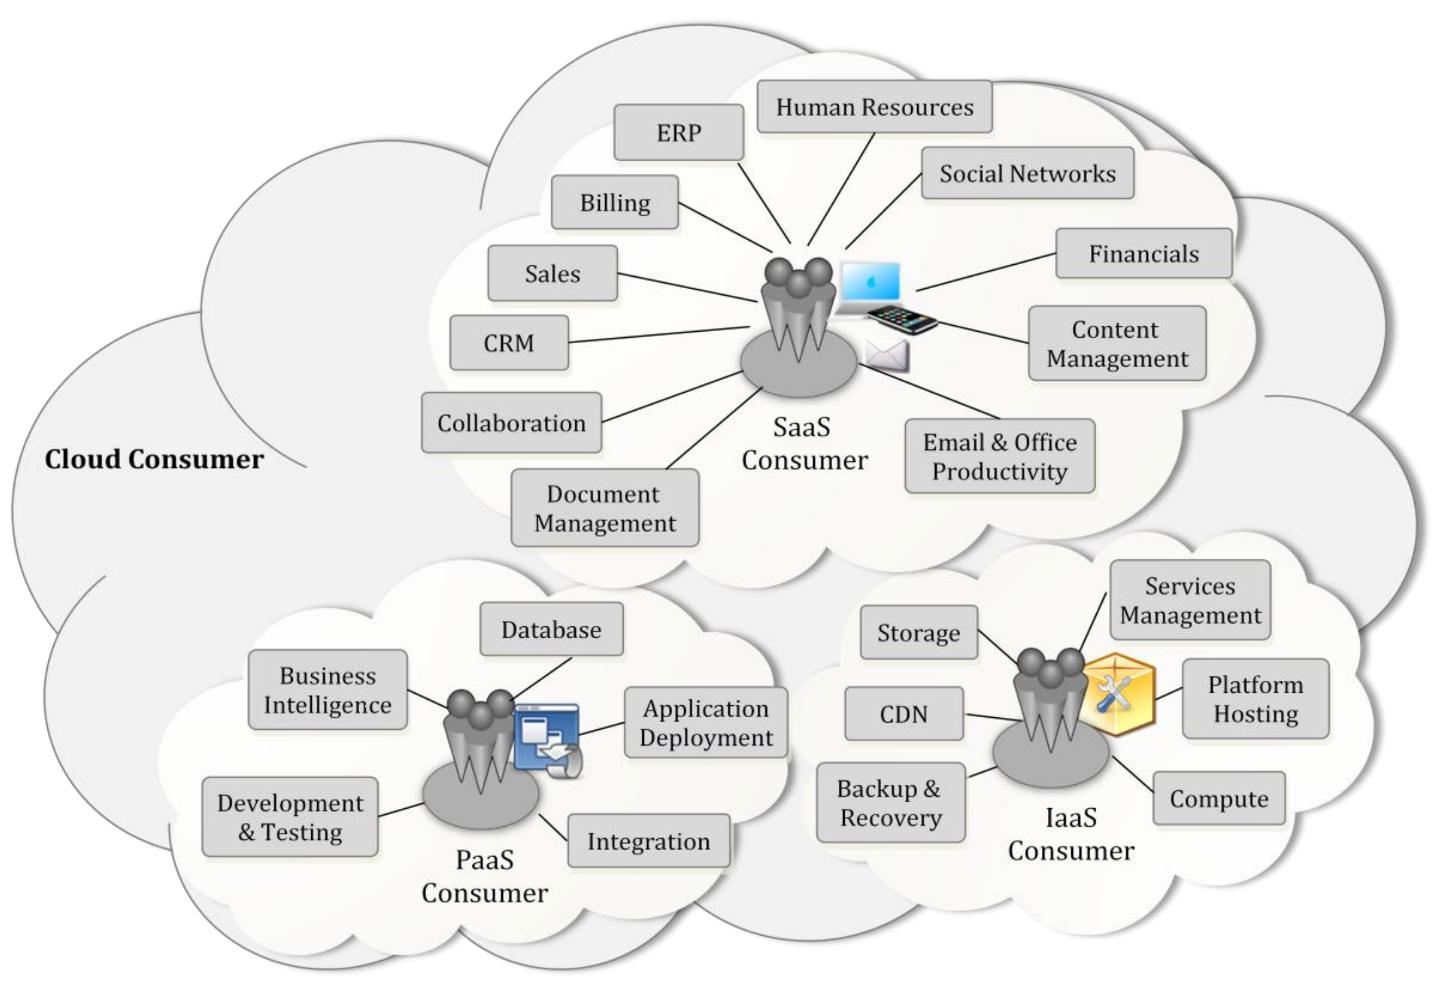 Human Resources
ERP
Social Networks
Billing
Financials
Sales
Content
Management
CRM
Collaboration
SaaS
Consumer
Email & Office
Productivity
Document
Management
Cloud Consumer
Database
Business
Intelligence
Application
Deployment
Development
& Testing
Integration
PaaS
Consumer
Services
Management
Storage
Platform
Hosting
CDN
Backup &
Recovery
Compute
IaaS
Consumer